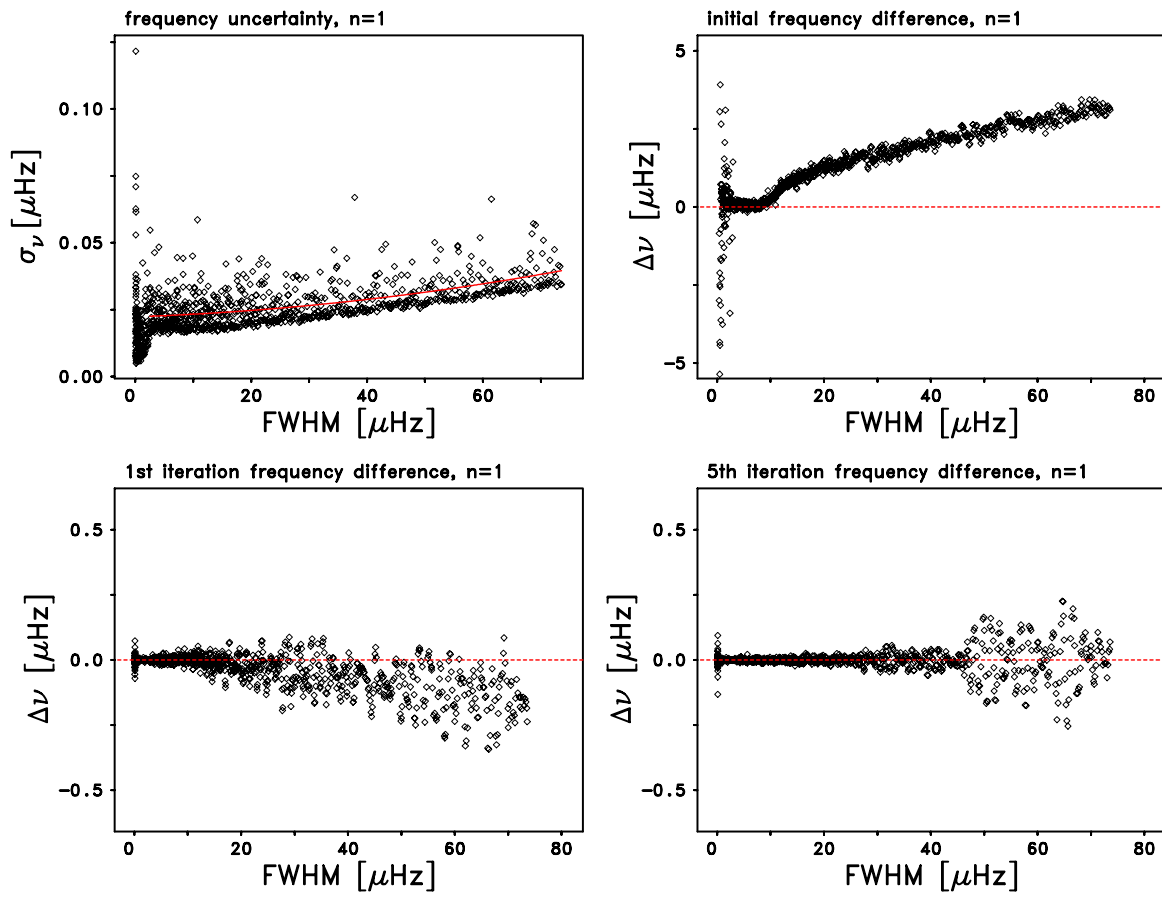 frequency uncertainty, n=1
0.10
0.05
0.00
σν [μHz]
0 20 40 60
FWHM [μHz]
initial frequency difference, n=1
5
0
−5
Δν [μHz]
0 20 40 60 80
FWHM [μHz]
1st iteration frequency difference, n=1
0.5
0.0
−0.5
Δν [μHz]
0 20 40 60 80
FWHM [μHz]
5th iteration frequency difference, n=1
0.5
0.0
−0.5
Δν [μHz]
0 20 40 60 80
FWHM [μHz]